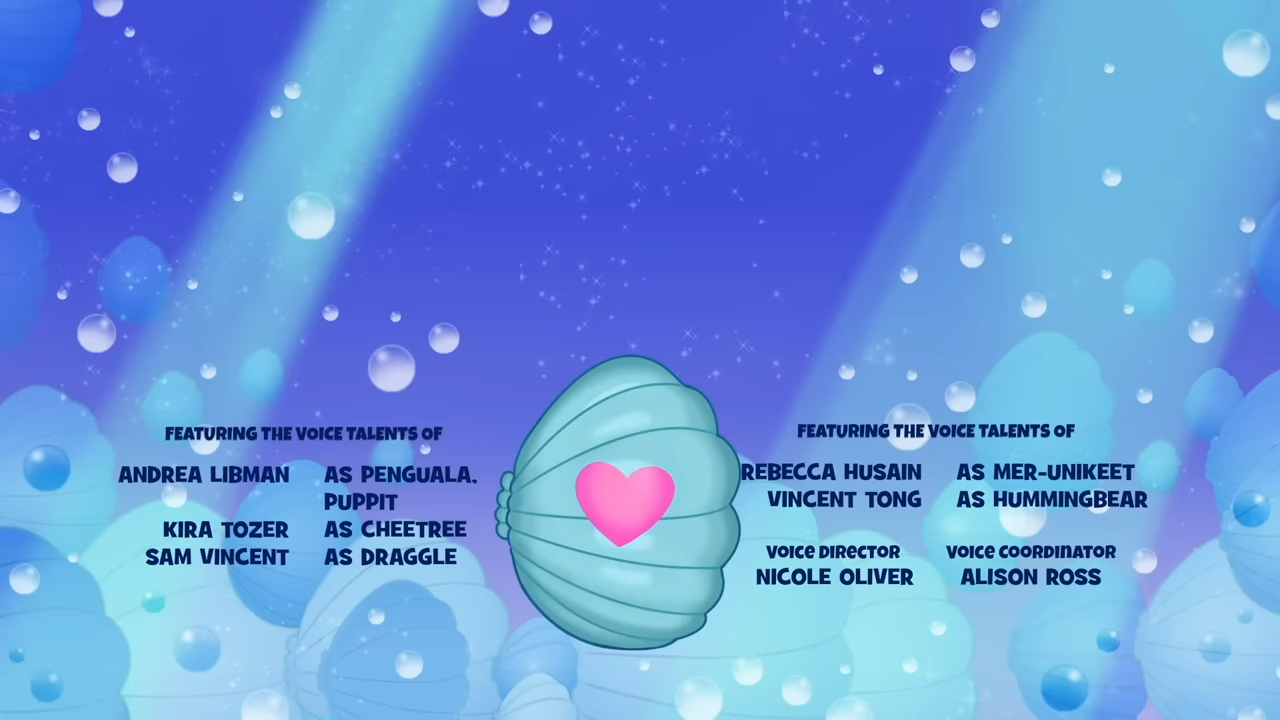 FEATURING THE VOICE TALENTS OF
ANDREA LIBMAN AS PENGUALA,
PUPPIT
KIRA TOZER AS CHEETREE
SAM VINCENT AS DRAGGLE
FEATURING THE VOICE TALENTS OF
REBECCA HUSAIN AS MER-UNIKEET
VINCENT TONG AS HUMMINGBEAR
VOICE DIRECTOR VOICE COORDINATOR
NICOLE OLIVER ALISON ROSS